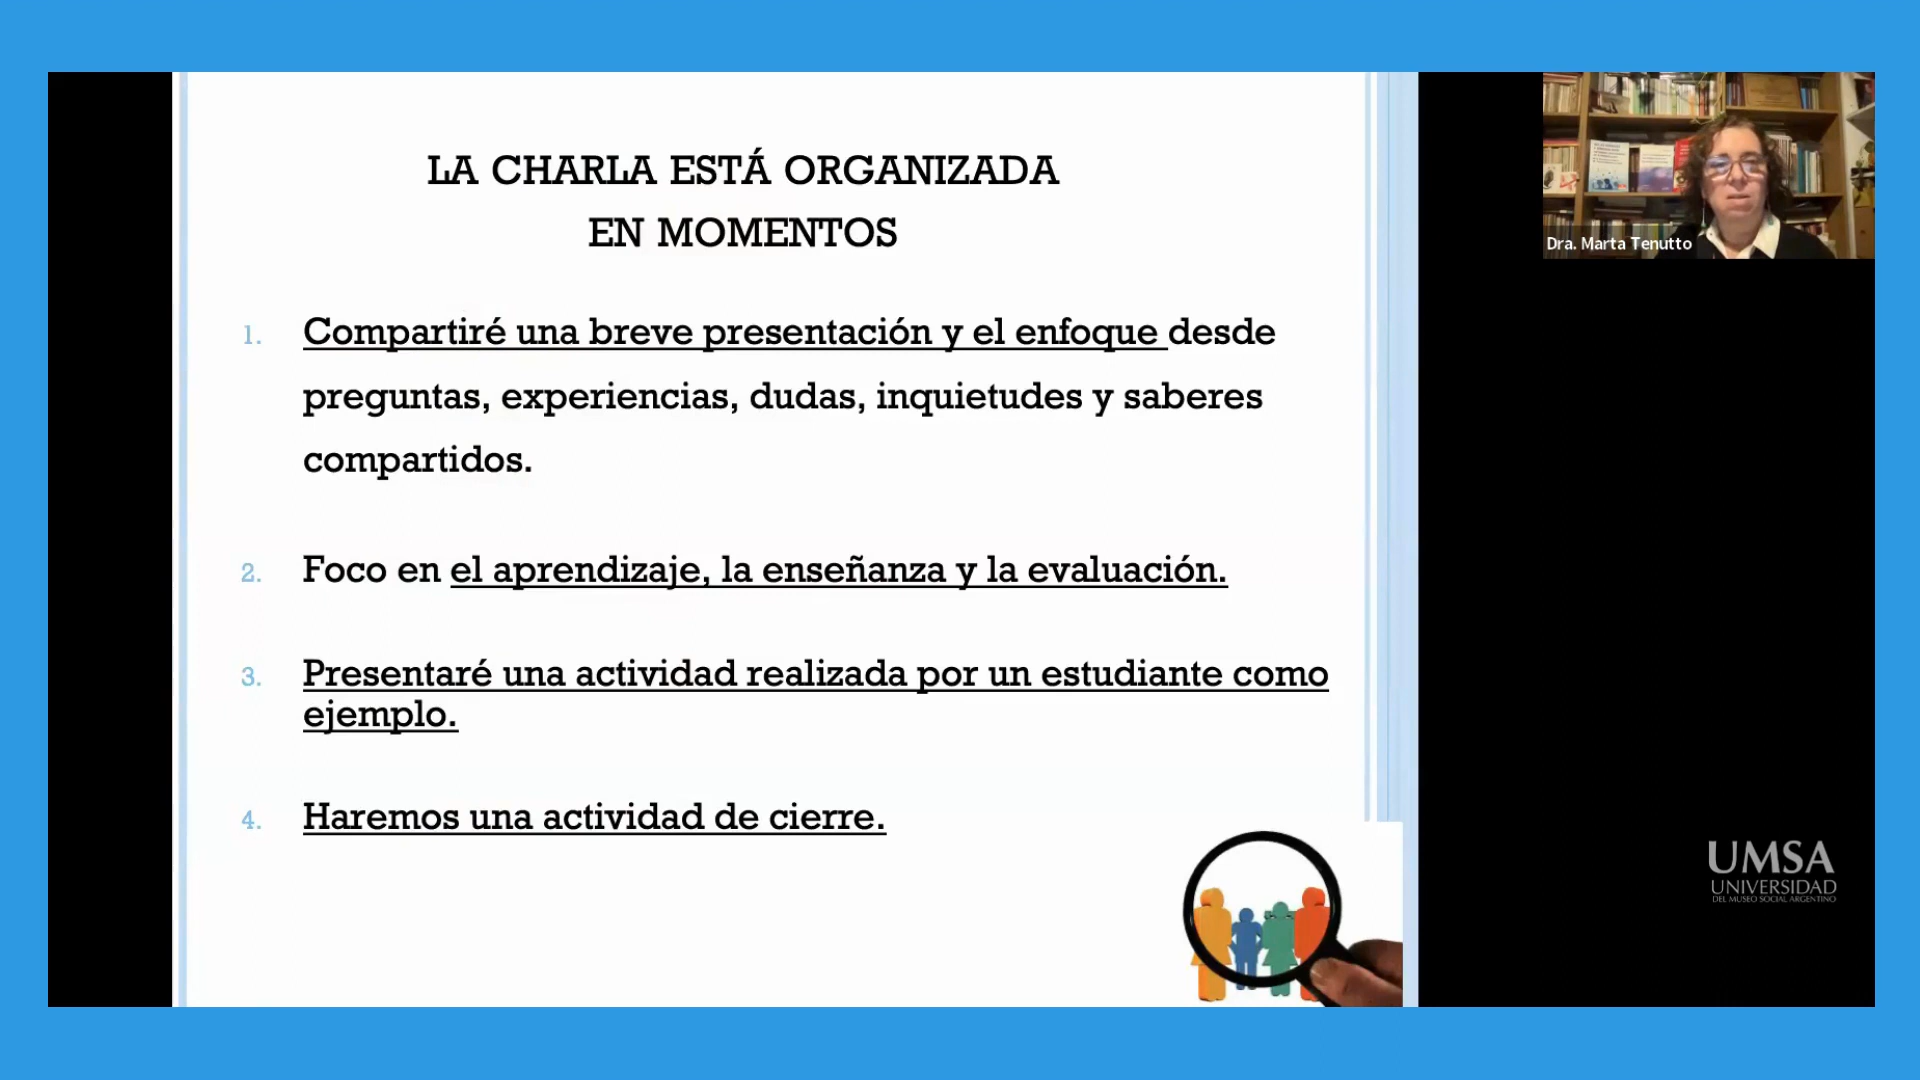 LA CHARLA ESTÁ ORGANIZADA
EN MOMENTOS
1. Compartiré una breve presentación y el enfoque desde
preguntas, experiencias, dudas, inquietudes y saberes
compartidos.
2. Foco en el aprendizaje, la enseñanza y la evaluación.
3. Presentaré una actividad realizada por un estudiante como
ejemplo.
4. Haremos una actividad de cierre.
Dra. Marta Tenutto
UMSA
UNIVERSIDAD
DEL MUSEO SOCIAL ARGENTINO